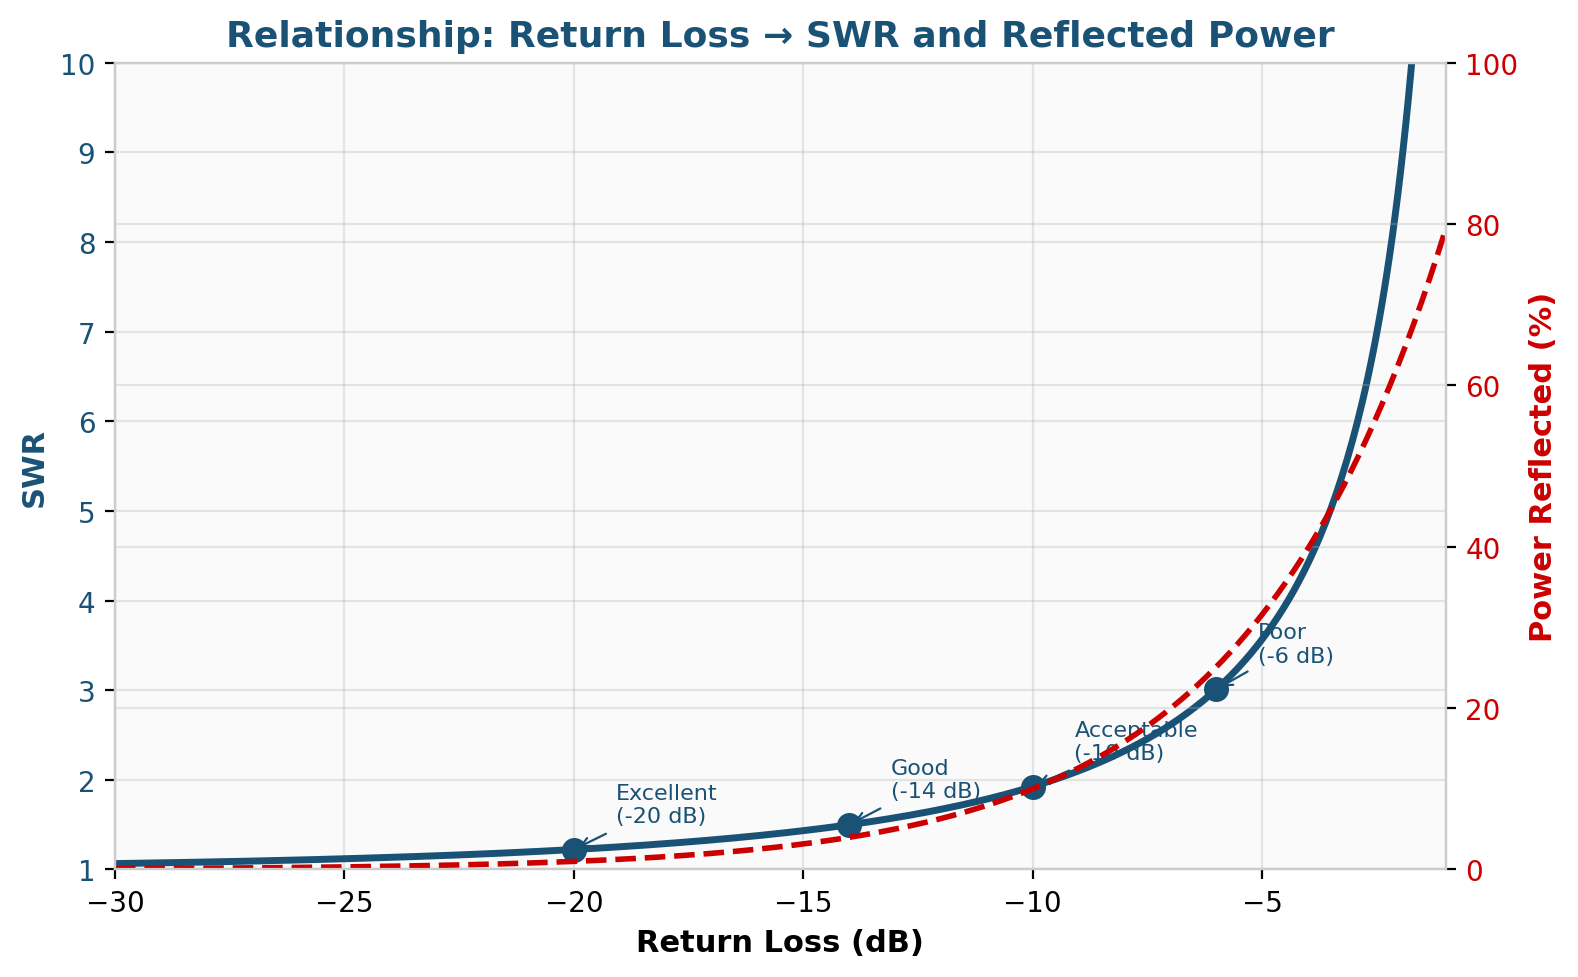 Relationship: Return Loss → SWR and Reflected Power
10
9
8
7
6
5
4
3
2
1
SWR
100
80
60
40
20
0
Power Reflected (%)
Poor
(-6 dB)
Acceptable
(-10 dB)
Good
(-14 dB)
Excellent
(-20 dB)
−30
−25
−20
−15
−10
−5
Return Loss (dB)